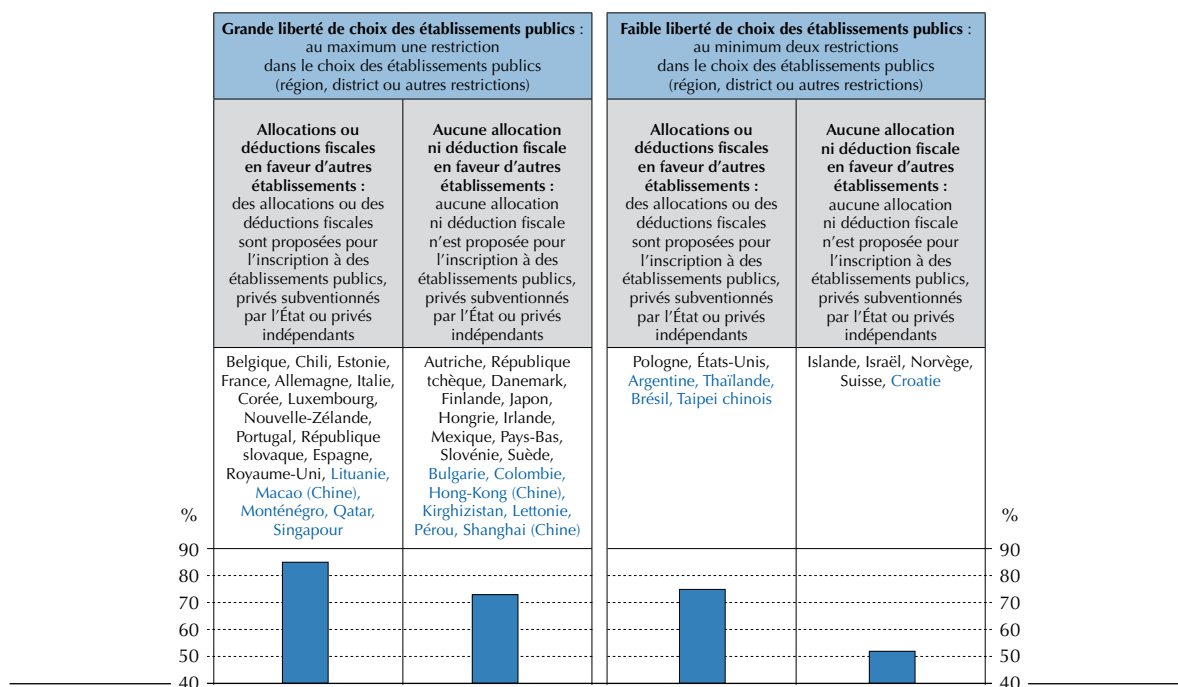 Grande liberté de choix des établissements publics :
au maximum une restriction
dans le choix des établissements publics
(région, district ou autres restrictions)
Faible liberté de choix des établissements publics :
au minimum deux restrictions
dans le choix des établissements publics
(région, district ou autres restrictions)
Allocations ou
déductions fiscales
en faveur d'autres
établissements :
des allocations ou des
déductions fiscales
sont proposées pour
l'inscription à des
établissements publics,
privés subventionnés
par l'État ou privés
indépendants
Aucune allocation
ni déduction fiscale
en faveur d'autres
établissements :
aucune allocation
ni déduction fiscale
n'est proposée pour
l'inscription à des
établissements publics,
privés subventionnés
par l'État ou privés
indépendants
Allocations ou
déductions fiscales
en faveur d'autres
établissements :
des allocations ou des
déductions fiscales
sont proposées pour
l'inscription à des
établissements publics,
privés subventionnés
par l'État ou privés
indépendants
Aucune allocation
ni déduction fiscale
en faveur d'autres
établissements :
aucune allocation
ni déduction fiscale
n'est proposée pour
l'inscription à des
établissements publics,
privés subventionnés
par l'État ou privés
indépendants
Belgique, Chili, Estonie,
France, Allemagne, Italie,
Corée, Luxembourg,
Nouvelle-Zélande,
Portugal, République
slovaque, Espagne,
Royaume-Uni, Lituanie,
Macao (Chine),
Monténégro, Qatar,
Singapour
Autriche, République
tchèque, Danemark,
Finlande, Japon,
Hongrie, Irlande,
Mexique, Pays-Bas,
Slovénie, Suède,
Bulgarie, Colombie,
Hong-Kong (Chine),
Kirghizistan, Lettonie,
Pérou, Shanghai (Chine)
Pologne, États-Unis,
Argentine, Thaïlande,
Brésil, Taipei chinois
Islande, Israël, Norvège,
Suisse, Croatie
%
90
80
70
60
50
40
%
90
80
70
60
50
40